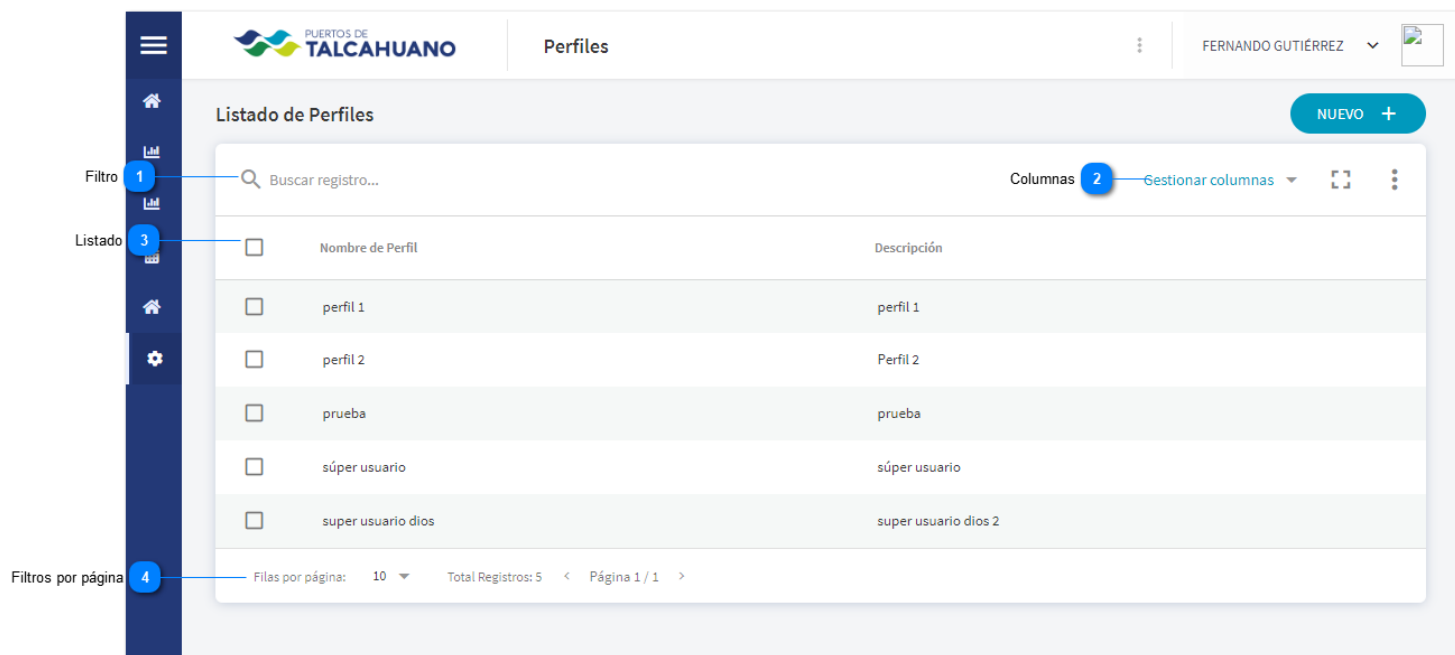 PUERTOS DE
TALCAHUANO
Perfiles
FERNANDO GUTIÉRREZ
Listado de Perfiles
NUEVO +
Filtro 1 Buscar registro...
Columnas 2 Gestionar columnas
Listado 3 Nombre de Perfil Descripción
perfil 1 perfil 1
perfil 2 Perfil 2
prueba prueba
súper usuario súper usuario
super usuario dios super usuario dios 2
Filtros por página 4 Filas por página: 10 Total Registros: 5 < Página 1 / 1 >